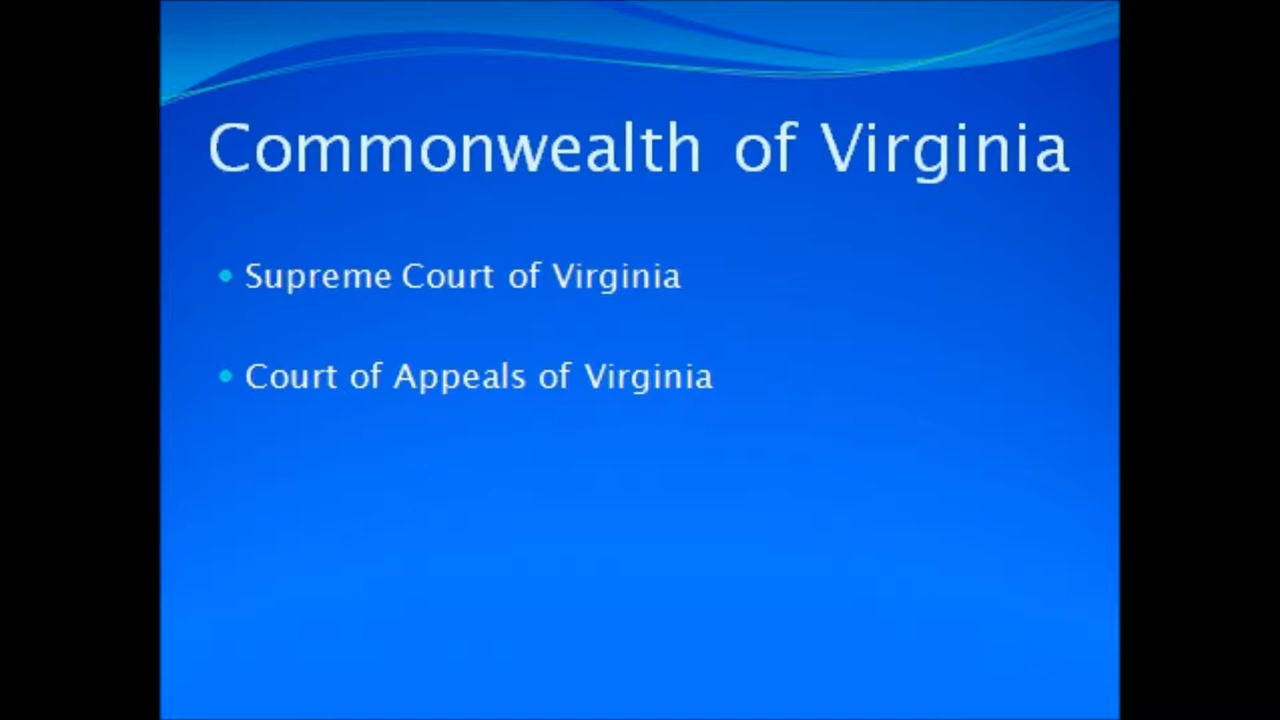 Commonwealth of Virginia
Supreme Court of Virginia
Court of Appeals of Virginia